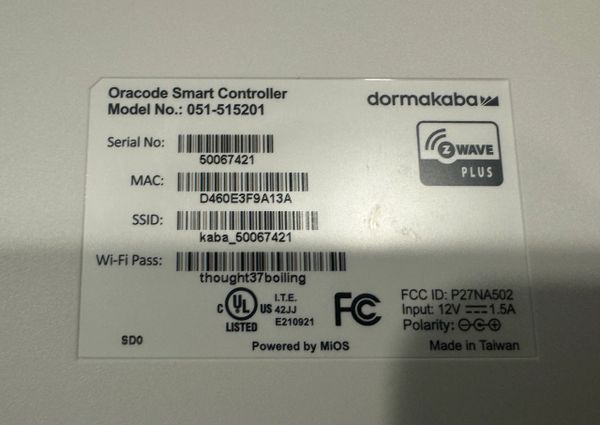 Oracode Smart Controller
Model No.: 051-515201
dormakaba
Z WAVE
PLUS
Serial No:
50067421
MAC:
D460E3F9A13A
SSID:
kaba_50067421
Wi-Fi Pass:
thought37boiling
C UL US
LISTED
I.T.E.
42JJ
E210921
FC
FCC ID: P27NA502
Input: 12V ⎓ 1.5A
Polarity:
SD0
Powered by MiOS
Made in Taiwan